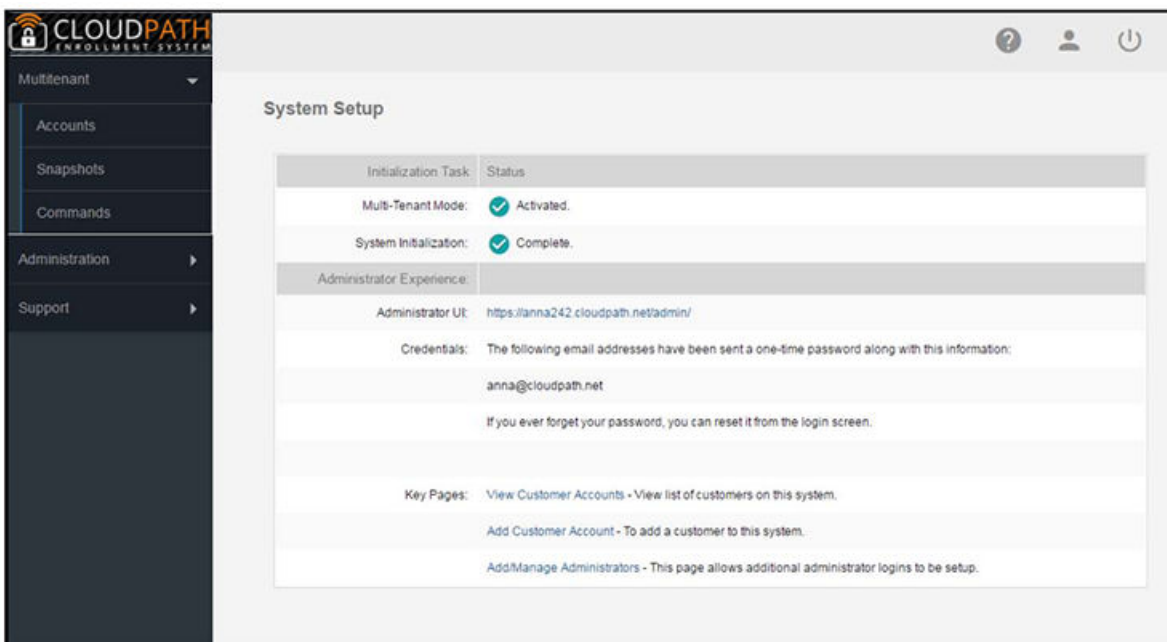 CLOUDPATH
ENROLLMENT SYSTEM
Multitenant
Accounts
Snapshots
Commands
Administration
Support
System Setup
Initialization Task Status
Multi-Tenant Mode: Activated.
System Initialization: Complete.
Administrator Experience:
Administrator UI: https://anna242.cloudpath.net/admin/
Credentials: The following email addresses have been sent a one-time password along with this information:
anna@cloudpath.net
If you ever forget your password, you can reset it from the login screen.
Key Pages: View Customer Accounts - View list of customers on this system.
Add Customer Account - To add a customer to this system.
Add/Manage Administrators - This page allows additional administrator logins to be setup.